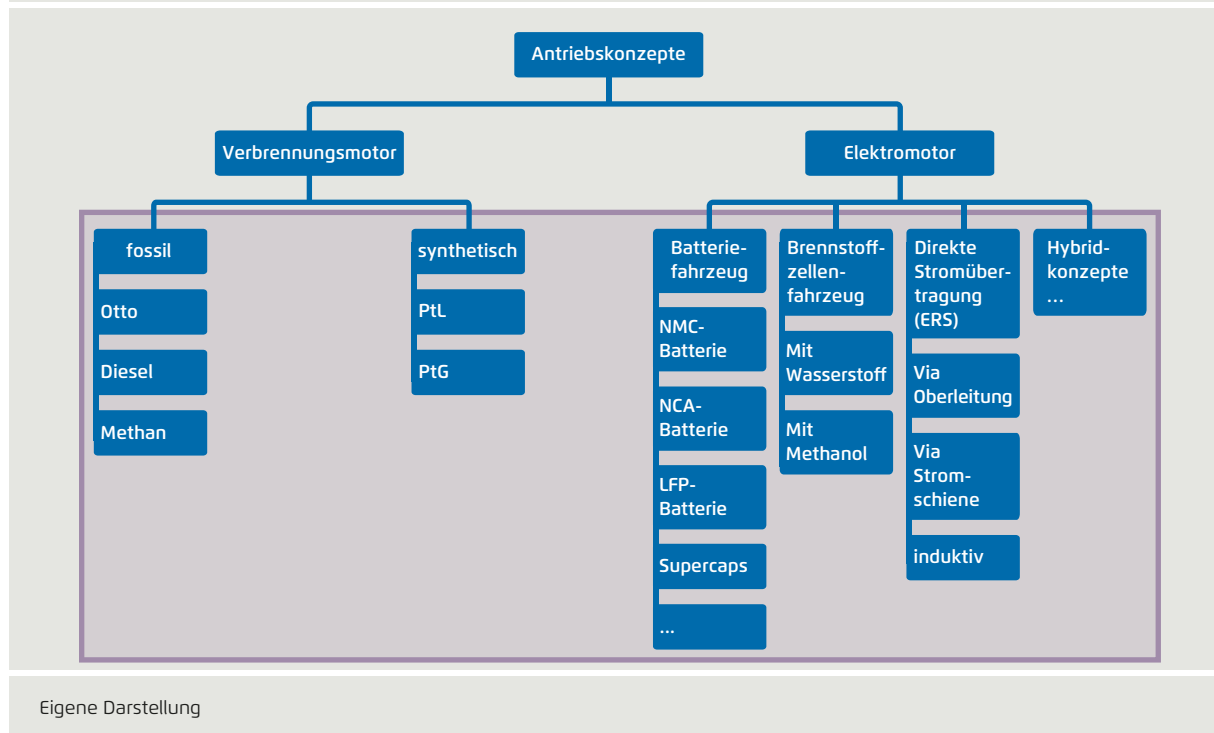 Antriebskonzepte
Verbrennungsmotor
Elektromotor
fossil
Otto
Diesel
Methan
synthetisch
PtL
PtG
Batterie-
fahrzeug
NMC-
Batterie
NCA-
Batterie
LFP-
Batterie
Supercaps
...
Brennstoff-
zellen-
fahrzeug
Mit
Wasserstoff
Mit
Methanol
Direkte
Stromüber-
tragung
(ERS)
Via
Oberleitung
Via
Strom-
schiene
induktiv
Hybrid-
konzepte
...
Eigene Darstellung